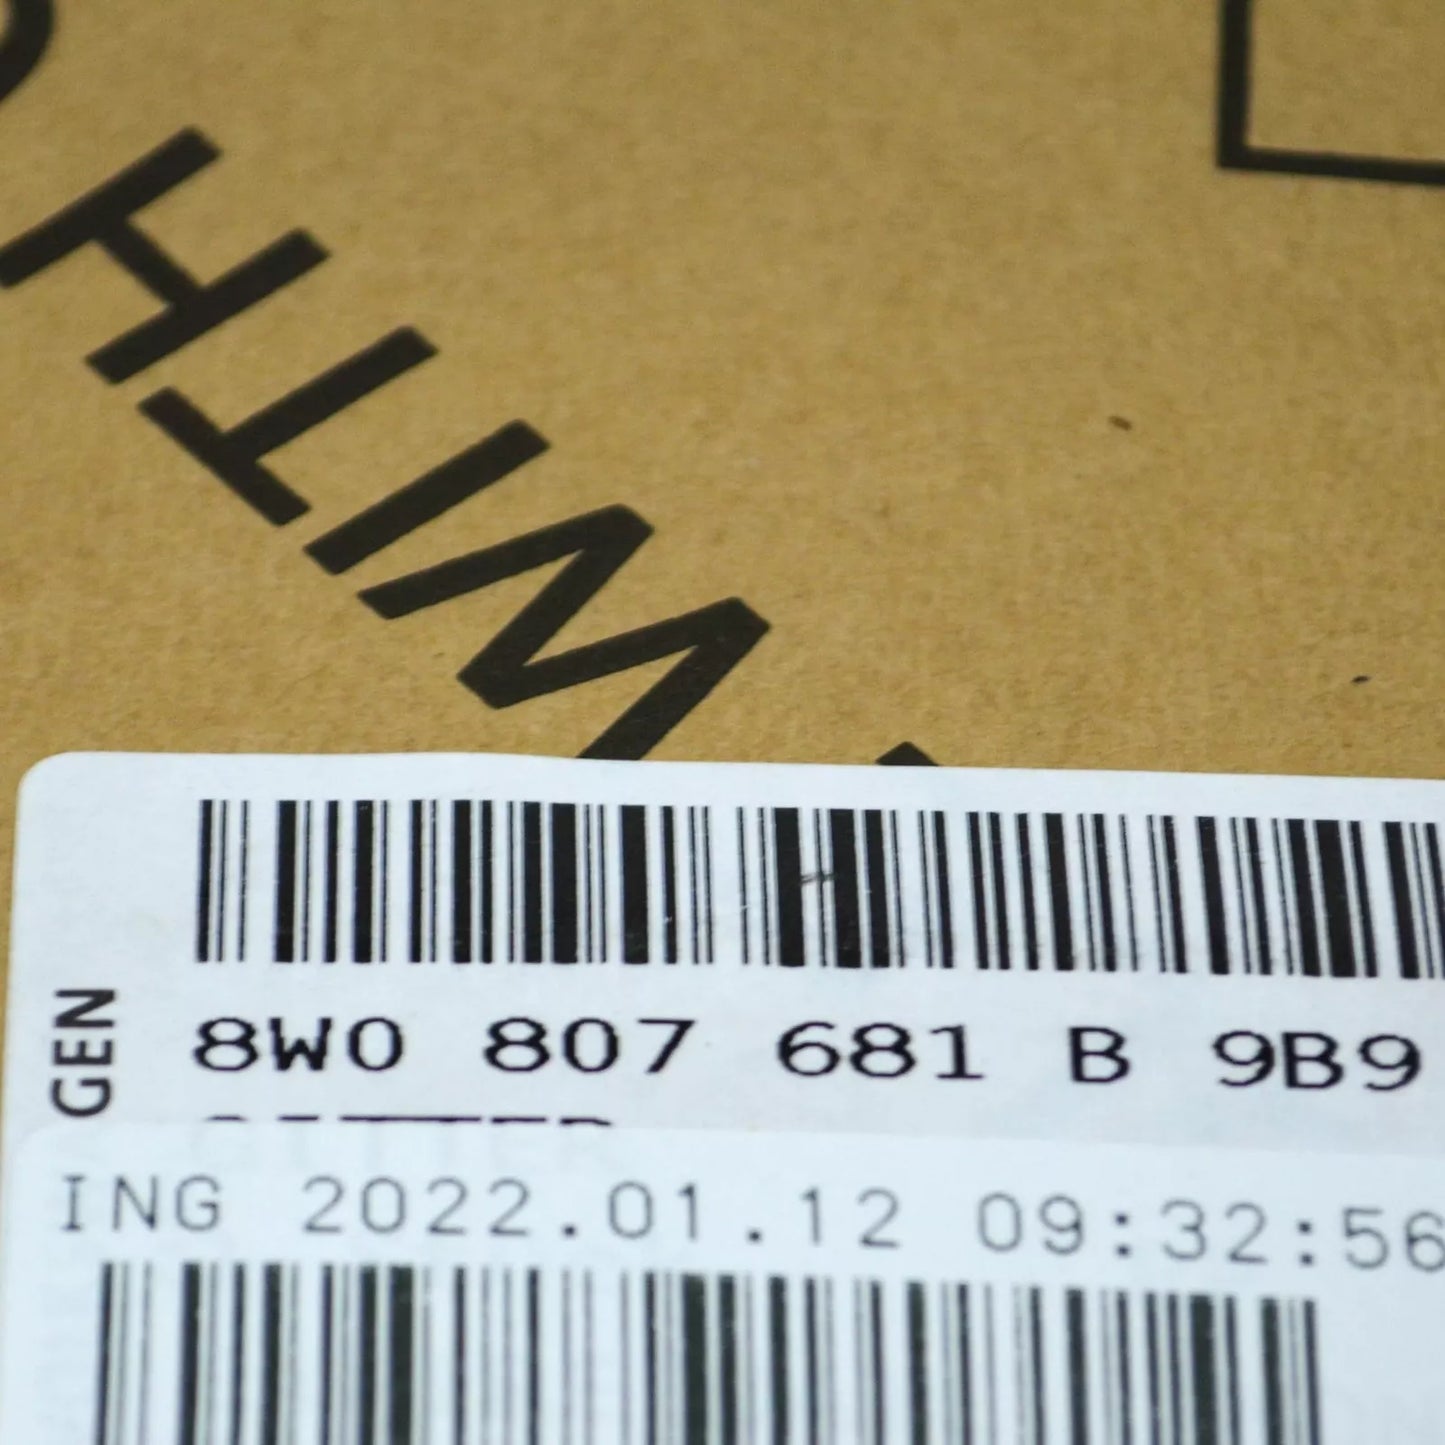 WITH
GEN
8W0 807 681 B 9B9
ING 2022.01.12 09:32:56